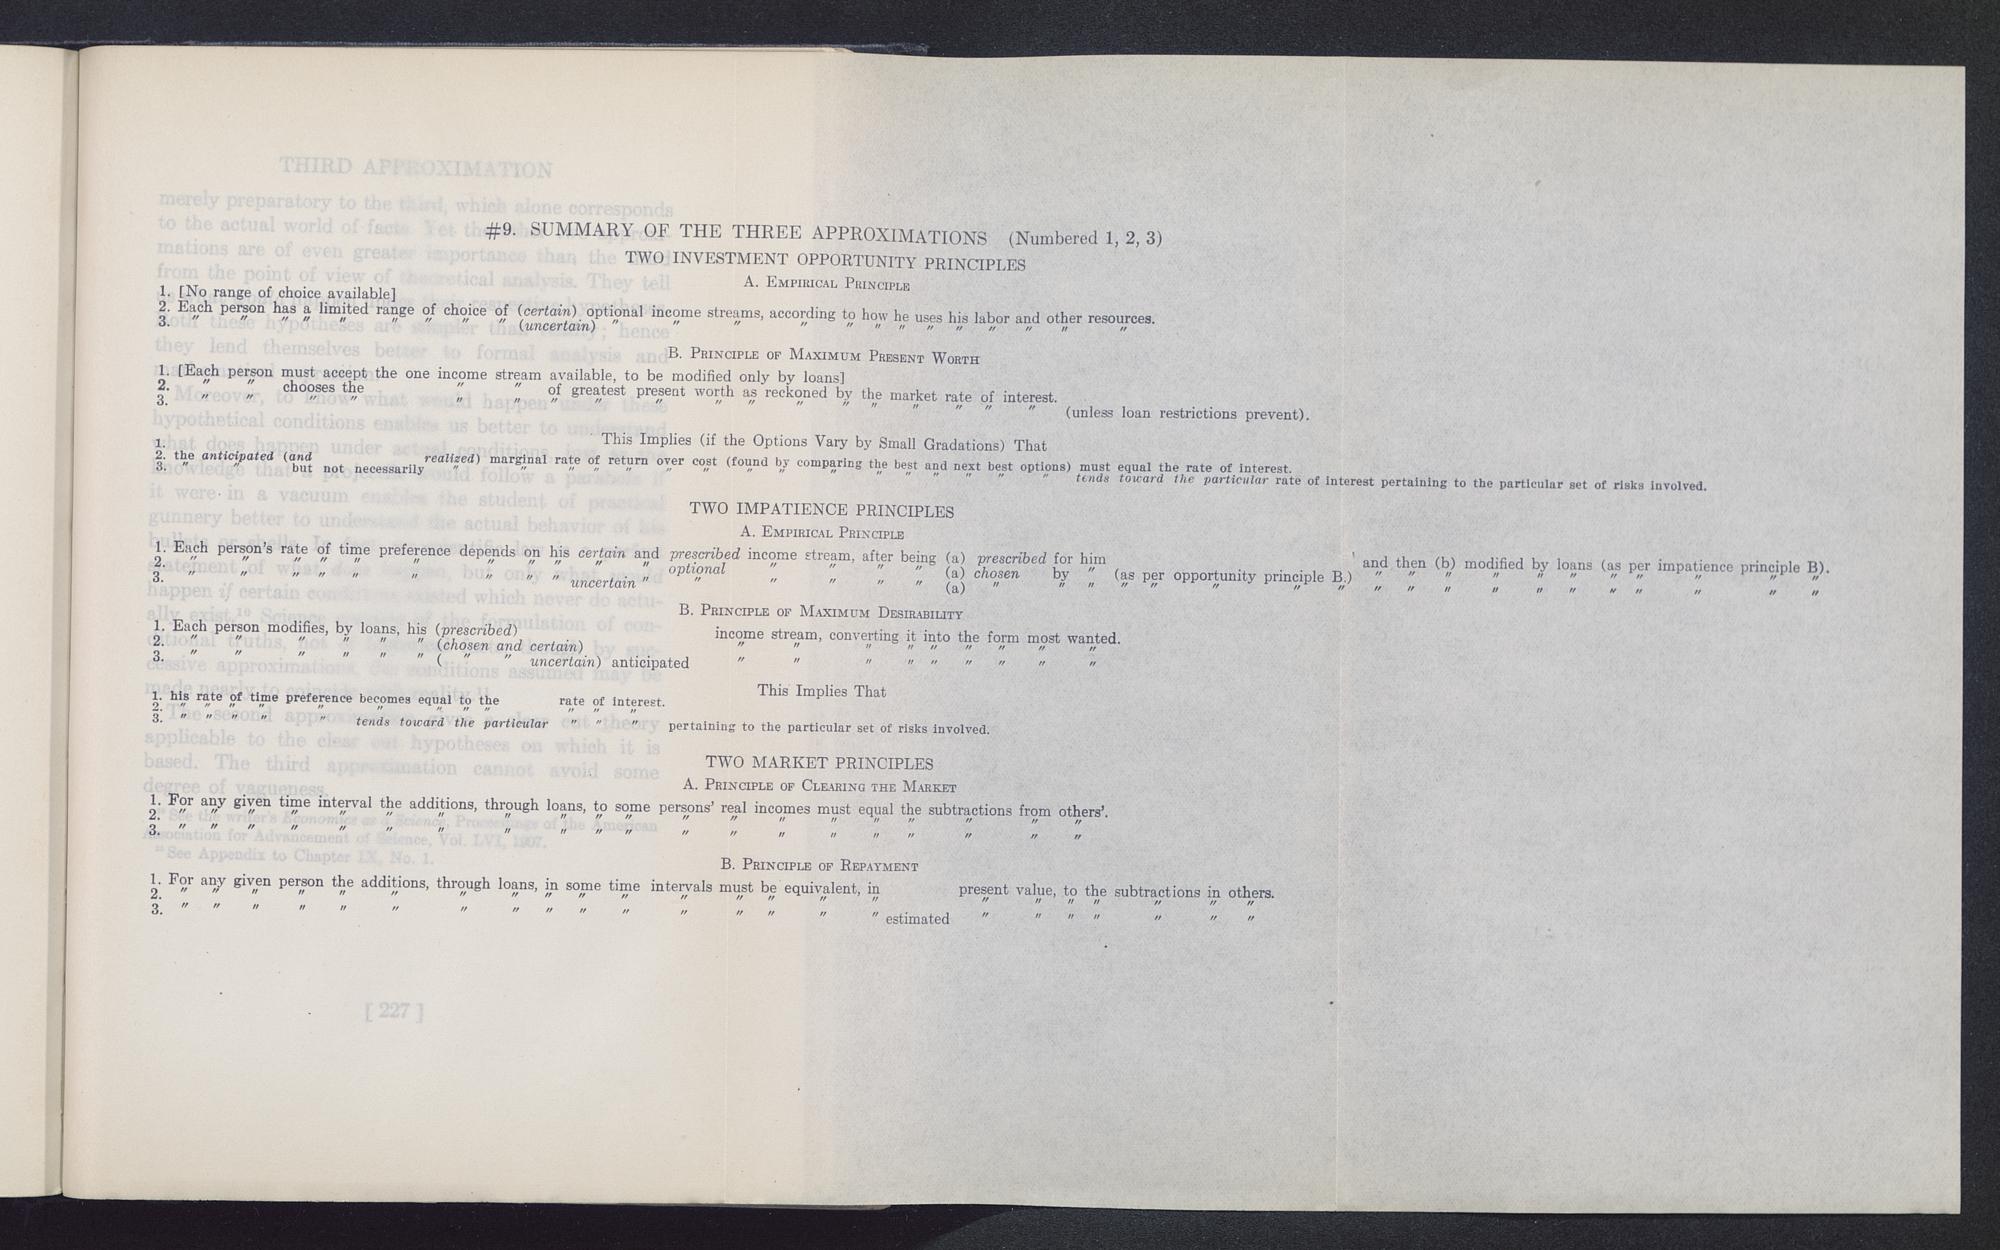 #9. SUMMARY OF THE THREE APPROXIMATIONS (Numbered 1, 2, 3)
TWO INVESTMENT OPPORTUNITY PRINCIPLES
A. EMPIRICAL PRINCIPLE
1. [No range of choice available]
2. Each person has a limited range of choice of (certain) optional income streams, according to how he uses his labor and other resources.
3. " " " " " " " " " (uncertain) " " " " " " " " " " " " " "
B. PRINCIPLE OF MAXIMUM PRESENT WORTH
1. [Each person must accept the one income stream available, to be modified only by loans]
2. " " chooses the " " of greatest present worth as reckoned by the market rate of interest.
3. " " " " " " " " " " " " " " " " " " (unless loan restrictions prevent).
This Implies (if the Options Vary by Small Gradations) That
1.
2. the anticipated (and realized) marginal rate of return over cost (found by comparing the best and next best options) must equal the rate of interest.
3. " " but not necessarily " " " " " " " " " " " " " " " " tends toward the particular rate of interest pertaining to the particular set of risks involved.
TWO IMPATIENCE PRINCIPLES
A. EMPIRICAL PRINCIPLE
1. Each person's rate of time preference depends on his certain and prescribed income stream, after being (a) prescribed for him and then (b) modified by loans (as per impatience principle B).
2. " " " " " " " " " " " optional " " " " (a) chosen by " (as per opportunity principle B.) " " " " " " " " " " "
3. " " " " " " " " " uncertain " " " " " " (a) " " " " " " " " " " " " " " " " " " "
B. PRINCIPLE OF MAXIMUM DESIRABILITY
1. Each person modifies, by loans, his (prescribed) income stream, converting it into the form most wanted.
2. " " " " " " (chosen and certain) " " " " " " " " "
3. " " " " " " ( " " uncertain) anticipated " " " " " " " " "
This Implies That
1. his rate of time preference becomes equal to the rate of interest.
2. " " " " " " " " " " " "
3. " " " " " tends toward the particular " " " pertaining to the particular set of risks involved.
TWO MARKET PRINCIPLES
A. PRINCIPLE OF CLEARING THE MARKET
1. For any given time interval the additions, through loans, to some persons' real incomes must equal the subtractions from others'.
2. " " " " " " " " " " " " " " " " " " " "
3. " " " " " " " " " " " " " " " " " " " "
B. PRINCIPLE OF REPAYMENT
1. For any given person the additions, through loans, in some time intervals must be equivalent, in present value, to the subtractions in others.
2. " " " " " " " " " " " " " " " " " " " " " " "
3. " " " " " " " " " " " " " " " " estimated " " " " " " "
[ 227 ]